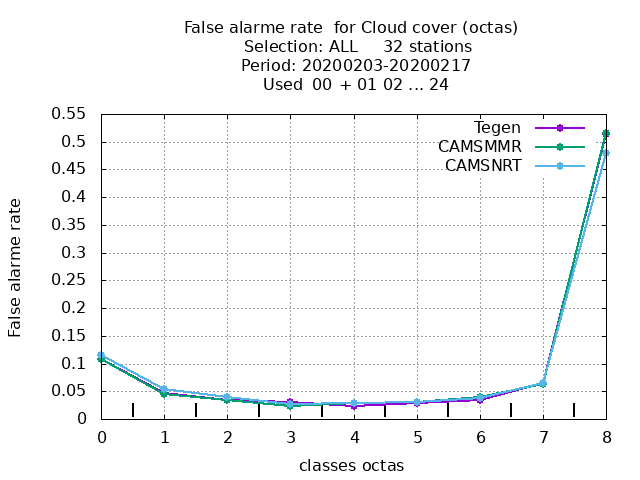 False alarme rate  for Cloud cover (octas)
Selection: ALL     32 stations
Period: 20200203-20200217
Used  00 + 01 02 ... 24
Tegen
CAMSMMR
CAMSNRT
0.55
0.5
0.45
0.4
0.35
0.3
0.25
0.2
0.15
0.1
0.05
0
False alarme rate
0 1 2 3 4 5 6 7 8
classes octas